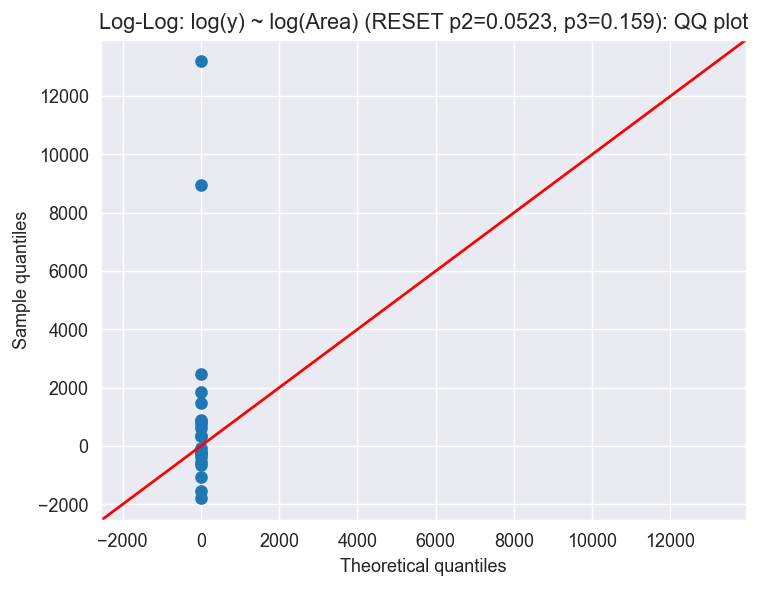 Log-Log: log(y) ~ log(Area) (RESET p2=0.0523, p3=0.159): QQ plot
12000
10000
8000
6000
4000
2000
0
−2000
Sample quantiles
−2000 0 2000 4000 6000 8000 10000 12000
Theoretical quantiles